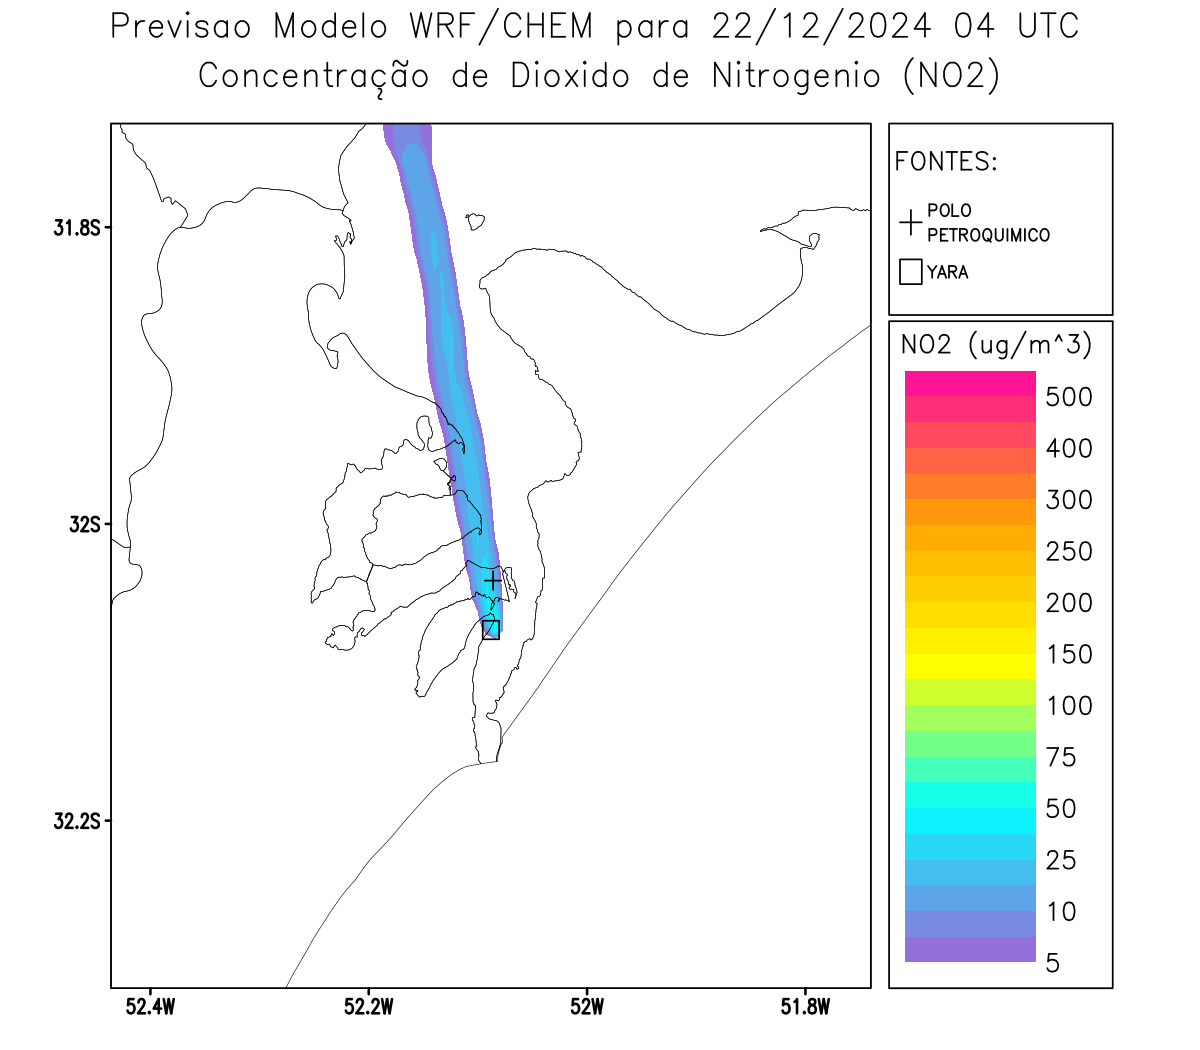 Previsao Modelo WRF/CHEM para 22/12/2024 04 UTC
Concentração de Dioxido de Nitrogenio (NO2)
FONTES:
POLO
PETROQUIMICO
YARA
31.8S
32S
32.2S
52.4W
52.2W
52W
51.8W
NO2 (ug/m^3)
500
400
300
250
200
150
100
75
50
25
10
5